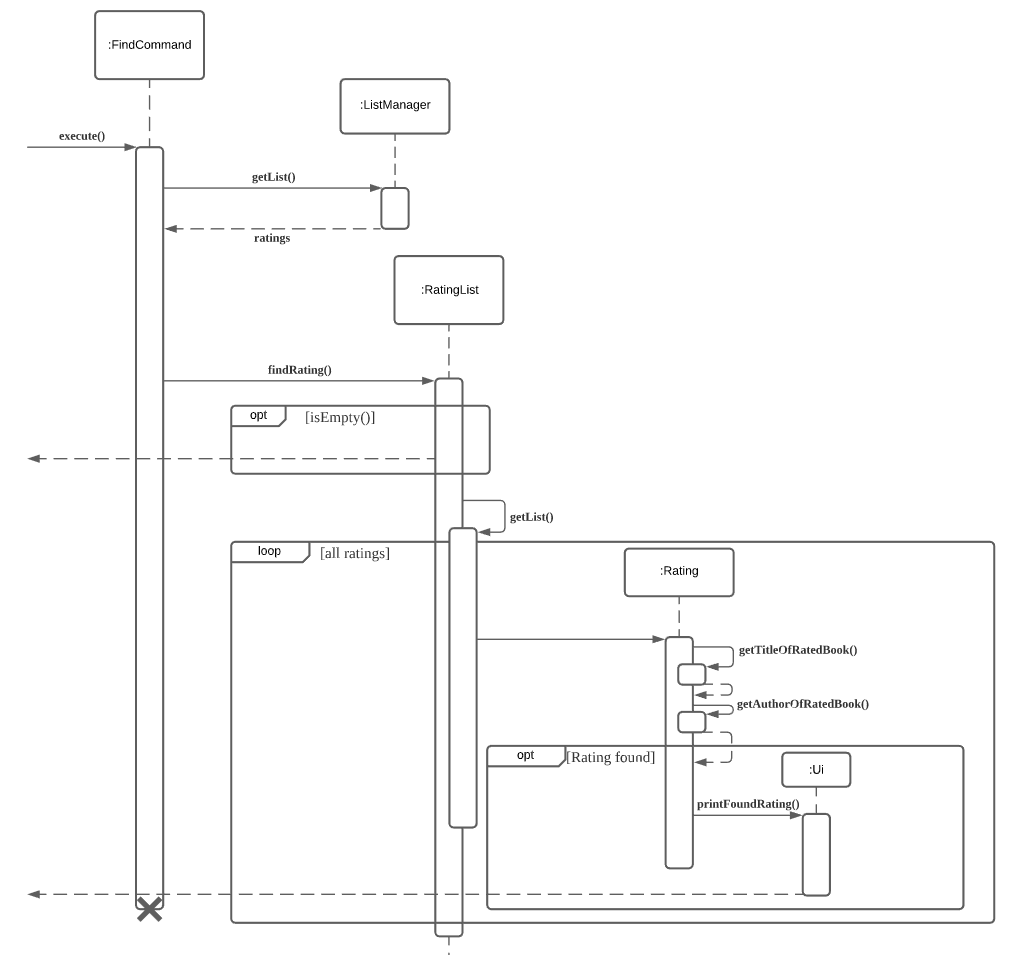 :FindCommand
:ListManager
execute()
getList()
ratings
:RatingList
findRating()
opt
[isEmpty()]
getList()
loop
[all ratings]
:Rating
getTitleOfRatedBook()
getAuthorOfRatedBook()
opt
[Rating found]
:Ui
printFoundRating()